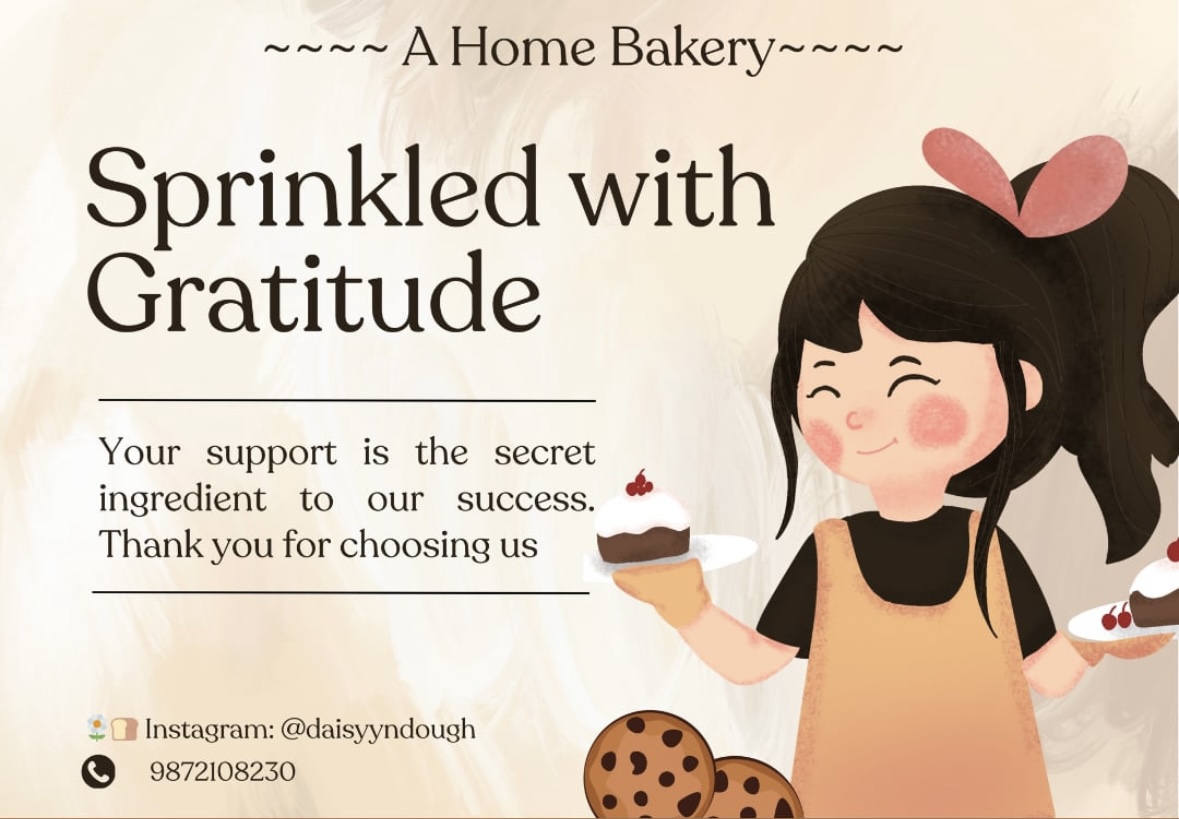 ~~~~ A Home Bakery~~~~
Sprinkled with
Gratitude
Your support is the secret
ingredient to our success.
Thank you for choosing us
Instagram: @daisyyndough
9872108230